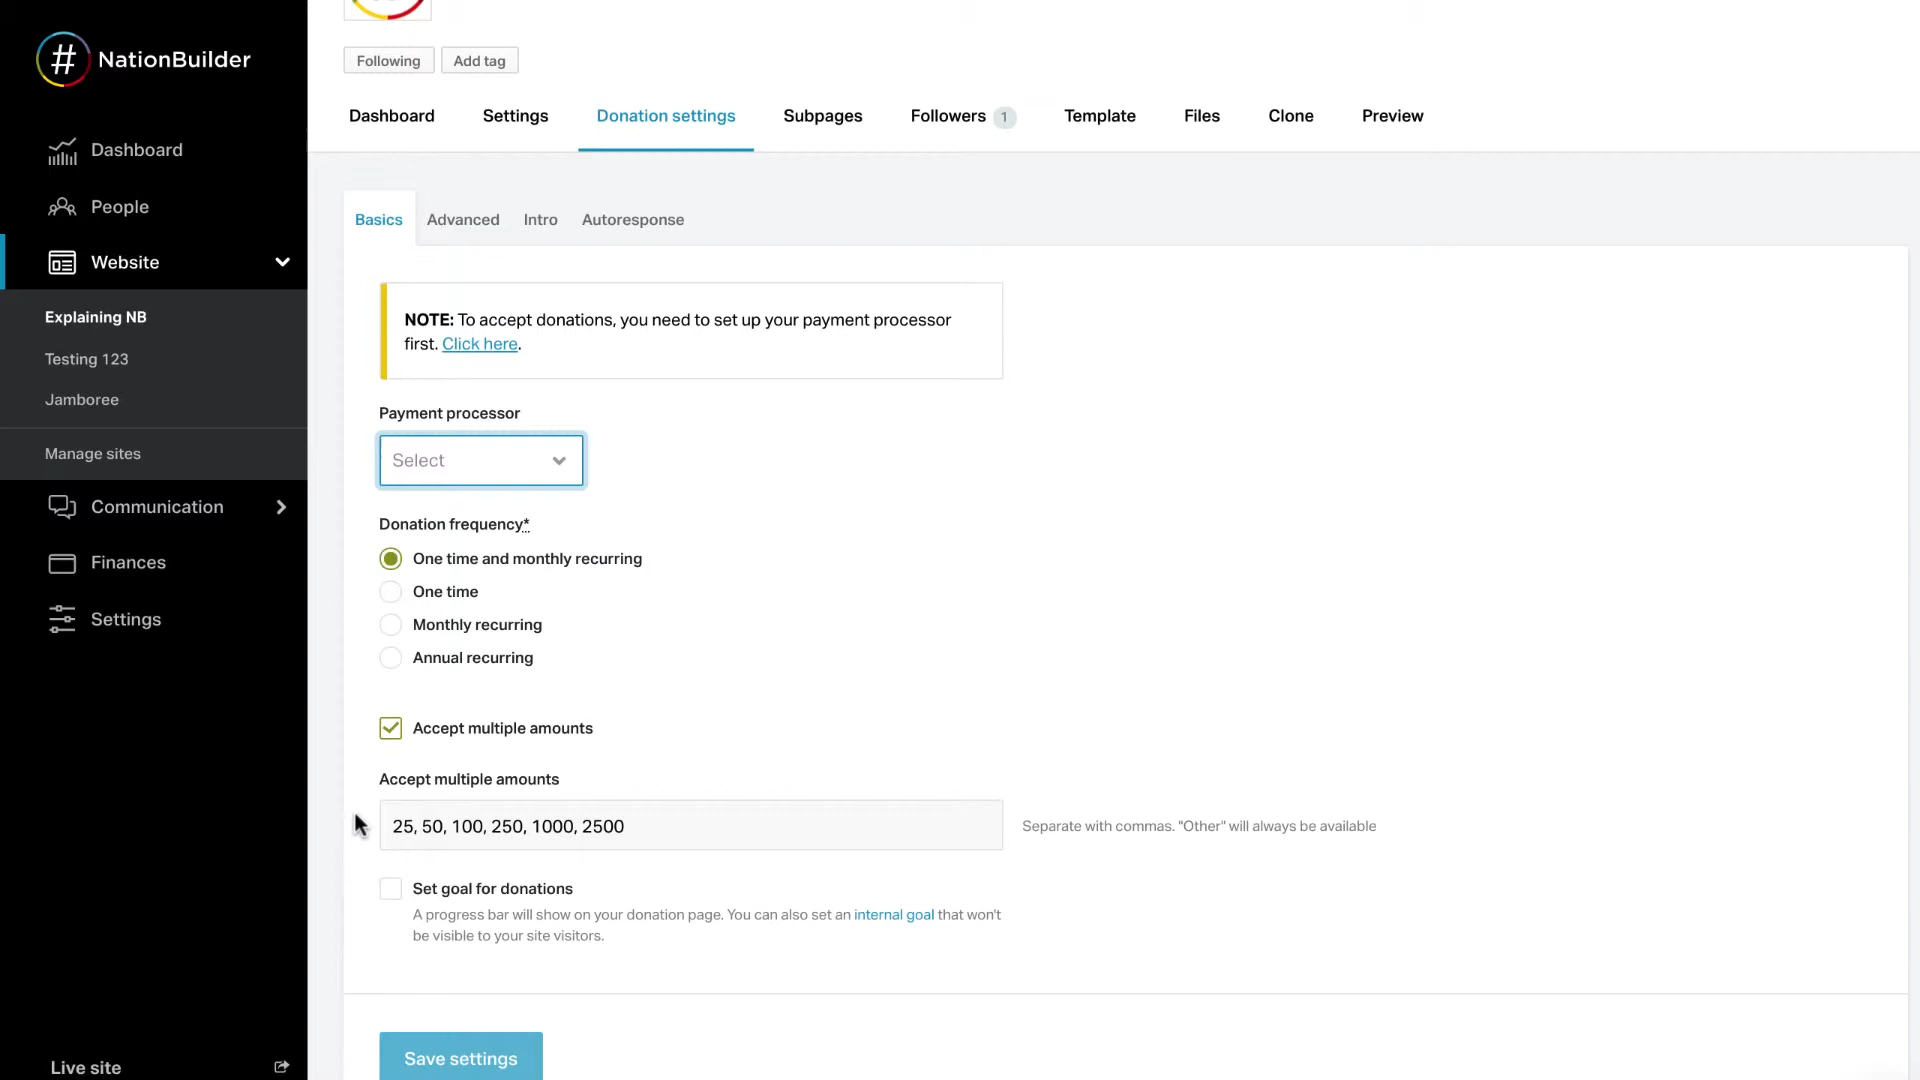 # NationBuilder
Dashboard
People
Website
Explaining NB
Testing 123
Jamboree
Manage sites
Communication
Finances
Settings
Live site
Following
Add tag
Dashboard
Settings
Donation settings
Subpages
Followers 1
Template
Files
Clone
Preview
Basics
Advanced
Intro
Autoresponse
NOTE: To accept donations, you need to set up your payment processor
first. Click here.
Payment processor
Select
Donation frequency*
One time and monthly recurring
One time
Monthly recurring
Annual recurring
Accept multiple amounts
Accept multiple amounts
25, 50, 100, 250, 1000, 2500
Separate with commas. "Other" will always be available
Set goal for donations
A progress bar will show on your donation page. You can also set an internal goal that won't
be visible to your site visitors.
Save settings